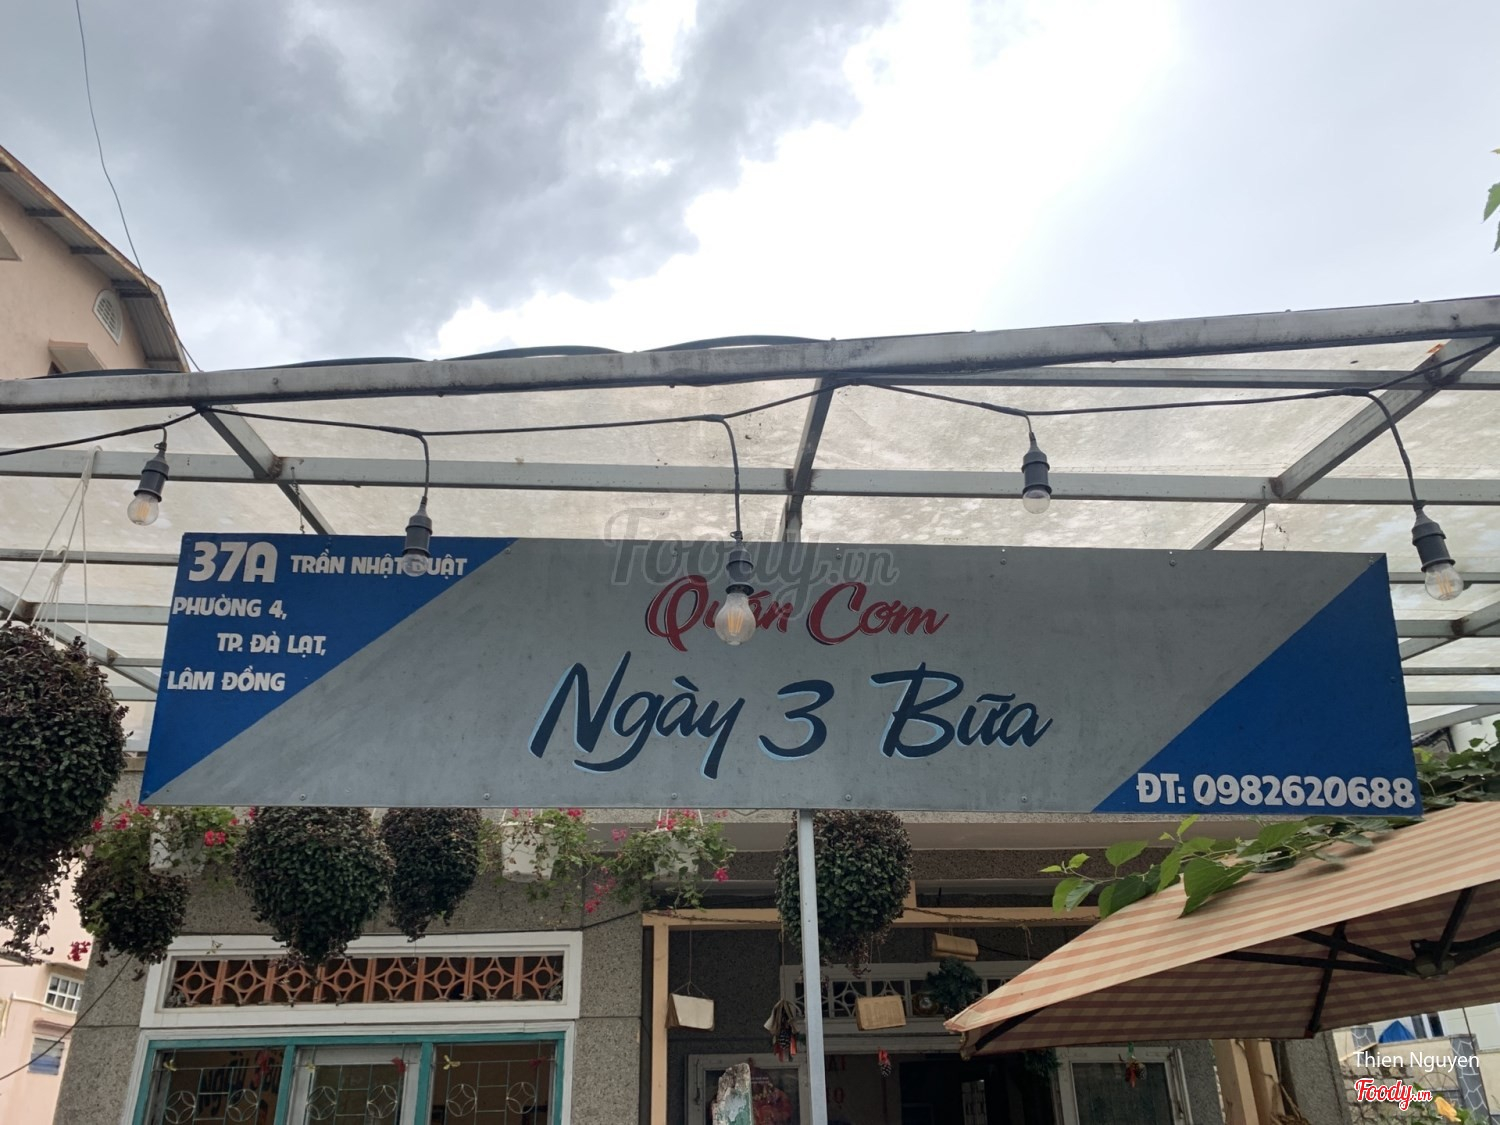 37A TRẦN NHẬT DUẬT
PHƯỜNG 4,
TP. ĐÀ LẠT,
LÂM ĐỒNG
Foody.vn
Quán Cơm
Ngày 3 Bữa
ĐT: 0982620688
Thien Nguyen
Foody.vn